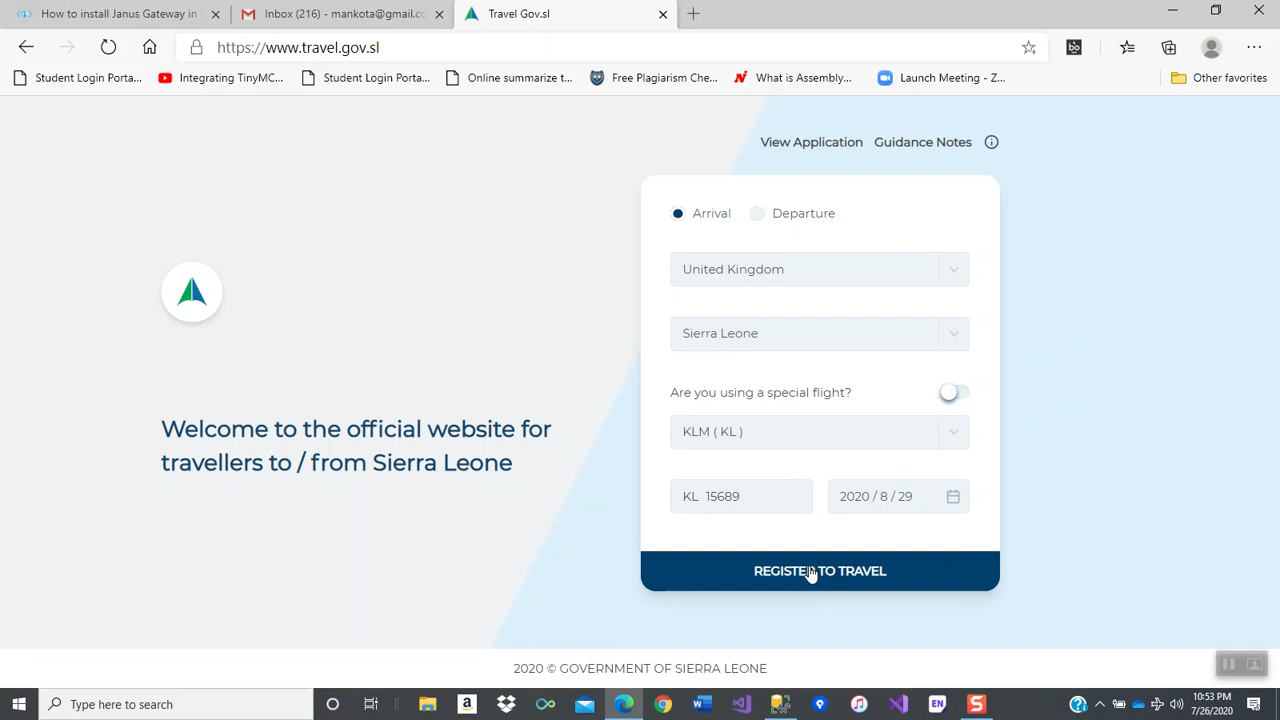 How to install Janus Gateway in
Inbox (216) - mankota@gmail.co
Travel Gov.sl
https://www.travel.gov.sl
Student Login Porta...
Integrating TinyMC...
Student Login Porta...
Online summarize t...
Free Plagiarism Che...
What is Assembly...
Launch Meeting - Z...
Other favorites
View Application
Guidance Notes
Arrival
Departure
United Kingdom
Sierra Leone
Are you using a special flight?
KLM ( KL )
KL 15689
2020 / 8 / 29
REGISTER TO TRAVEL
Welcome to the official website for
travellers to / from Sierra Leone
2020 © GOVERNMENT OF SIERRA LEONE
Type here to search
EN
10:53 PM
7/26/2020